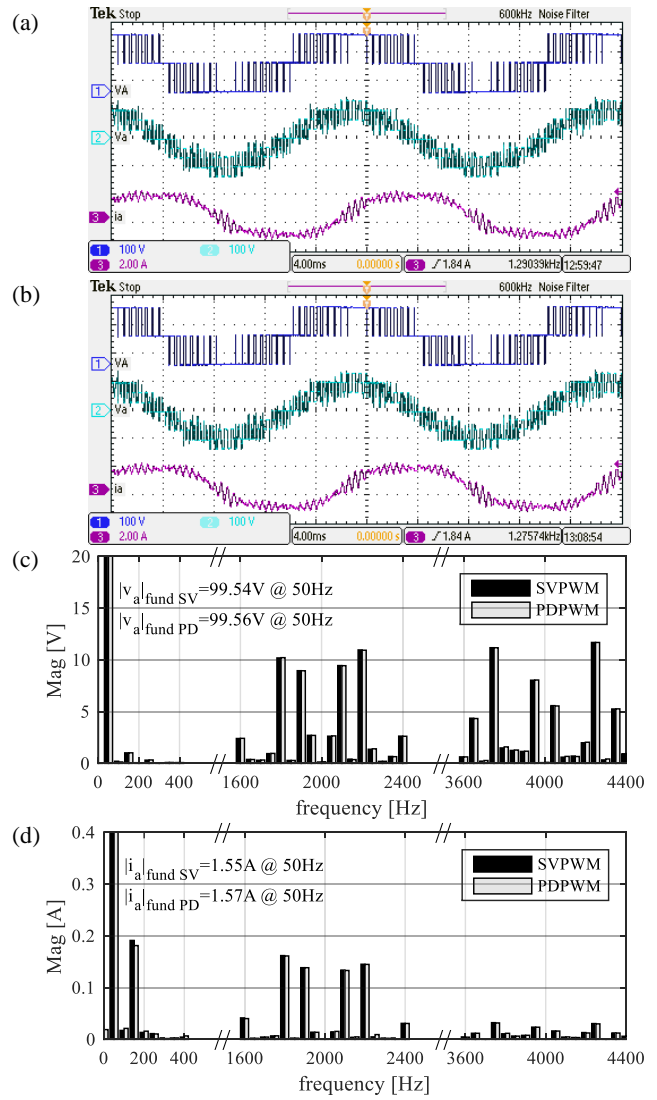 (a)
Tek Stop 600kHz Noise Filter
1 VA
2 Va
3 ia
1 100 V 2 100 V
3 2.00 A 4.00ms 0.00000 s 3 1.84 A 1.29039kHz 12:59:47
(b)
Tek Stop 600kHz Noise Filter
1 VA
2 Va
3 ia
1 100 V 2 100 V
3 2.00 A 4.00ms 0.00000 s 3 1.84 A 1.27574kHz 13:08:54
(c)
|v_a|fund SV=99.54V @ 50Hz
|v_a|fund PD=99.56V @ 50Hz
SVPWM
PDPWM
Mag [V]
20
15
10
5
0
0 200 400 1600 2000 2400 3600 4000 4400
frequency [Hz]
(d)
|i_a|fund SV=1.55A @ 50Hz
|i_a|fund PD=1.57A @ 50Hz
SVPWM
PDPWM
Mag [A]
0.4
0.3
0.2
0.1
0
0 200 400 1600 2000 2400 3600 4000 4400
frequency [Hz]